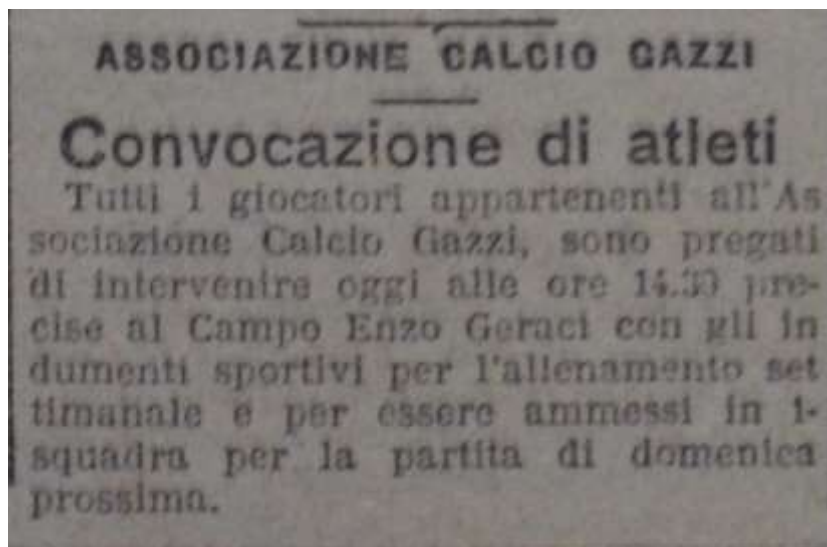 ASSOCIAZIONE CALCIO GAZZI
Convocazione di atleti
Tutti i giocatori appartenenti all'As
sociazione Calcio Gazzi, sono pregati
di intervenire oggi alle ore 14.30 pre-
cise al Campo Enzo Geraci con gli in
dumenti sportivi per l'allenamento set
timanale e per essere ammessi in 1-
squadra per la partita di domenica
prossima.